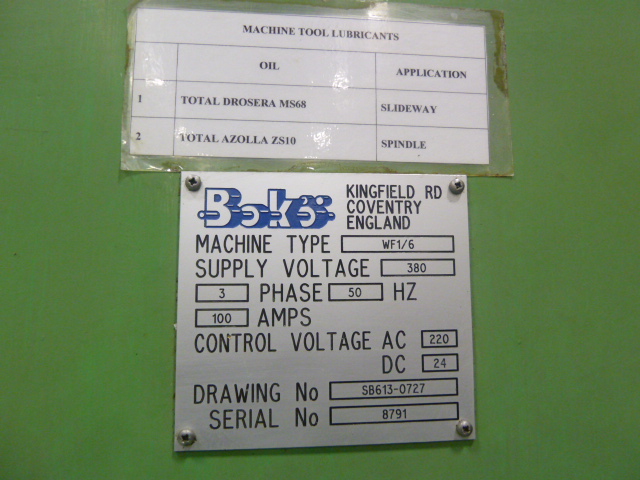 MACHINE TOOL LUBRICANTS
OIL APPLICATION
1 TOTAL DROSERA MS68 SLIDEWAY
2 TOTAL AZOLLA ZS10 SPINDLE
Bokö KINGFIELD RD
COVENTRY
ENGLAND
MACHINE TYPE WF1/6
SUPPLY VOLTAGE 380
3 PHASE 50 HZ
100 AMPS
CONTROL VOLTAGE AC 220
DC 24
DRAWING No SB613-0727
SERIAL No 8791